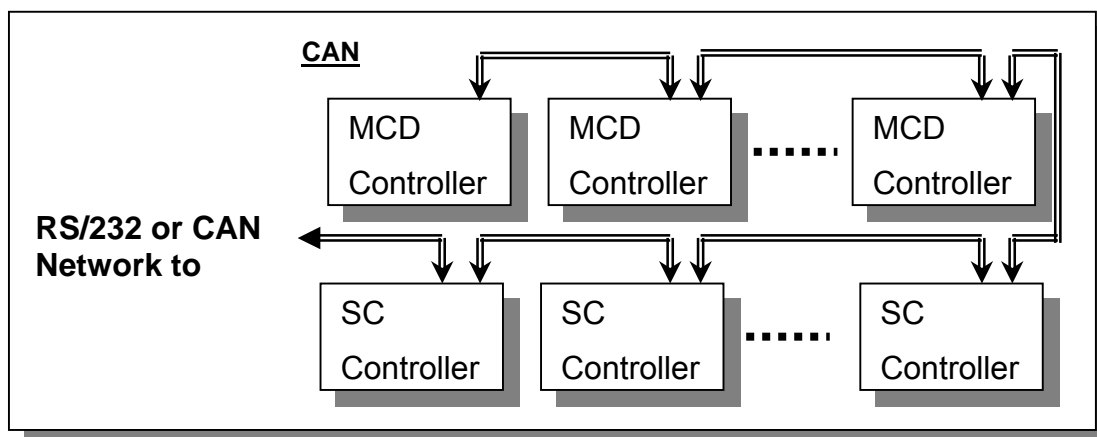 CAN
MCD
Controller
MCD
Controller
MCD
Controller
RS/232 or CAN
Network to
SC
Controller
SC
Controller
SC
Controller